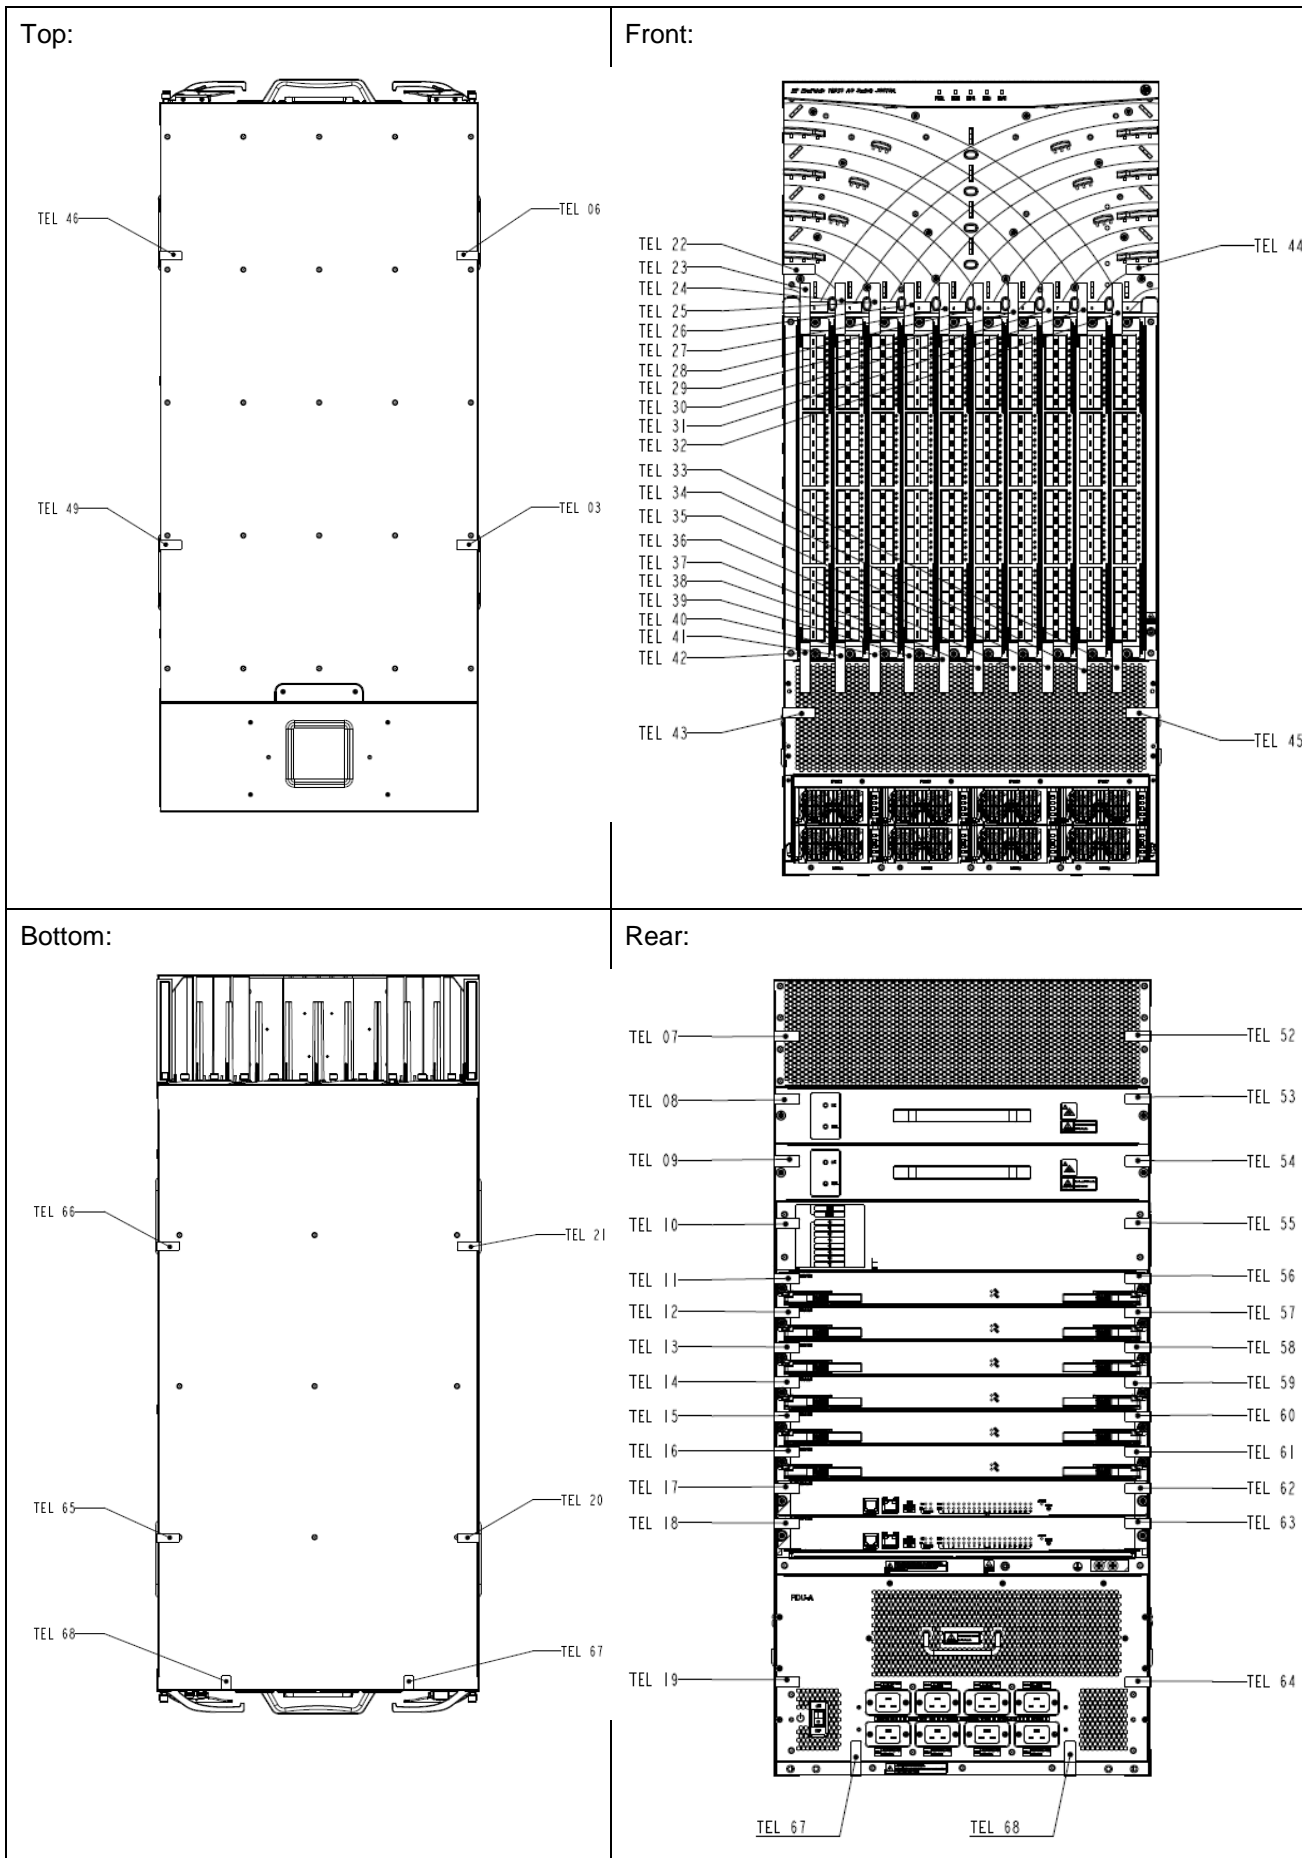 Top:
TEL 46
TEL 06
TEL 49
TEL 03
Front:
TEL 22
TEL 23
TEL 24
TEL 25
TEL 26
TEL 27
TEL 28
TEL 29
TEL 30
TEL 31
TEL 32
TEL 33
TEL 34
TEL 35
TEL 36
TEL 37
TEL 38
TEL 39
TEL 40
TEL 41
TEL 42
TEL 43
TEL 44
TEL 45
Bottom:
TEL 66
TEL 21
TEL 65
TEL 20
TEL 68
TEL 67
Rear:
TEL 07
TEL 52
TEL 08
TEL 53
TEL 09
TEL 54
TEL 10
TEL 55
TEL 11
TEL 56
TEL 12
TEL 57
TEL 13
TEL 58
TEL 14
TEL 59
TEL 15
TEL 60
TEL 16
TEL 61
TEL 17
TEL 62
TEL 18
TEL 63
PDU-A
TEL 19
TEL 64
TEL 67
TEL 68